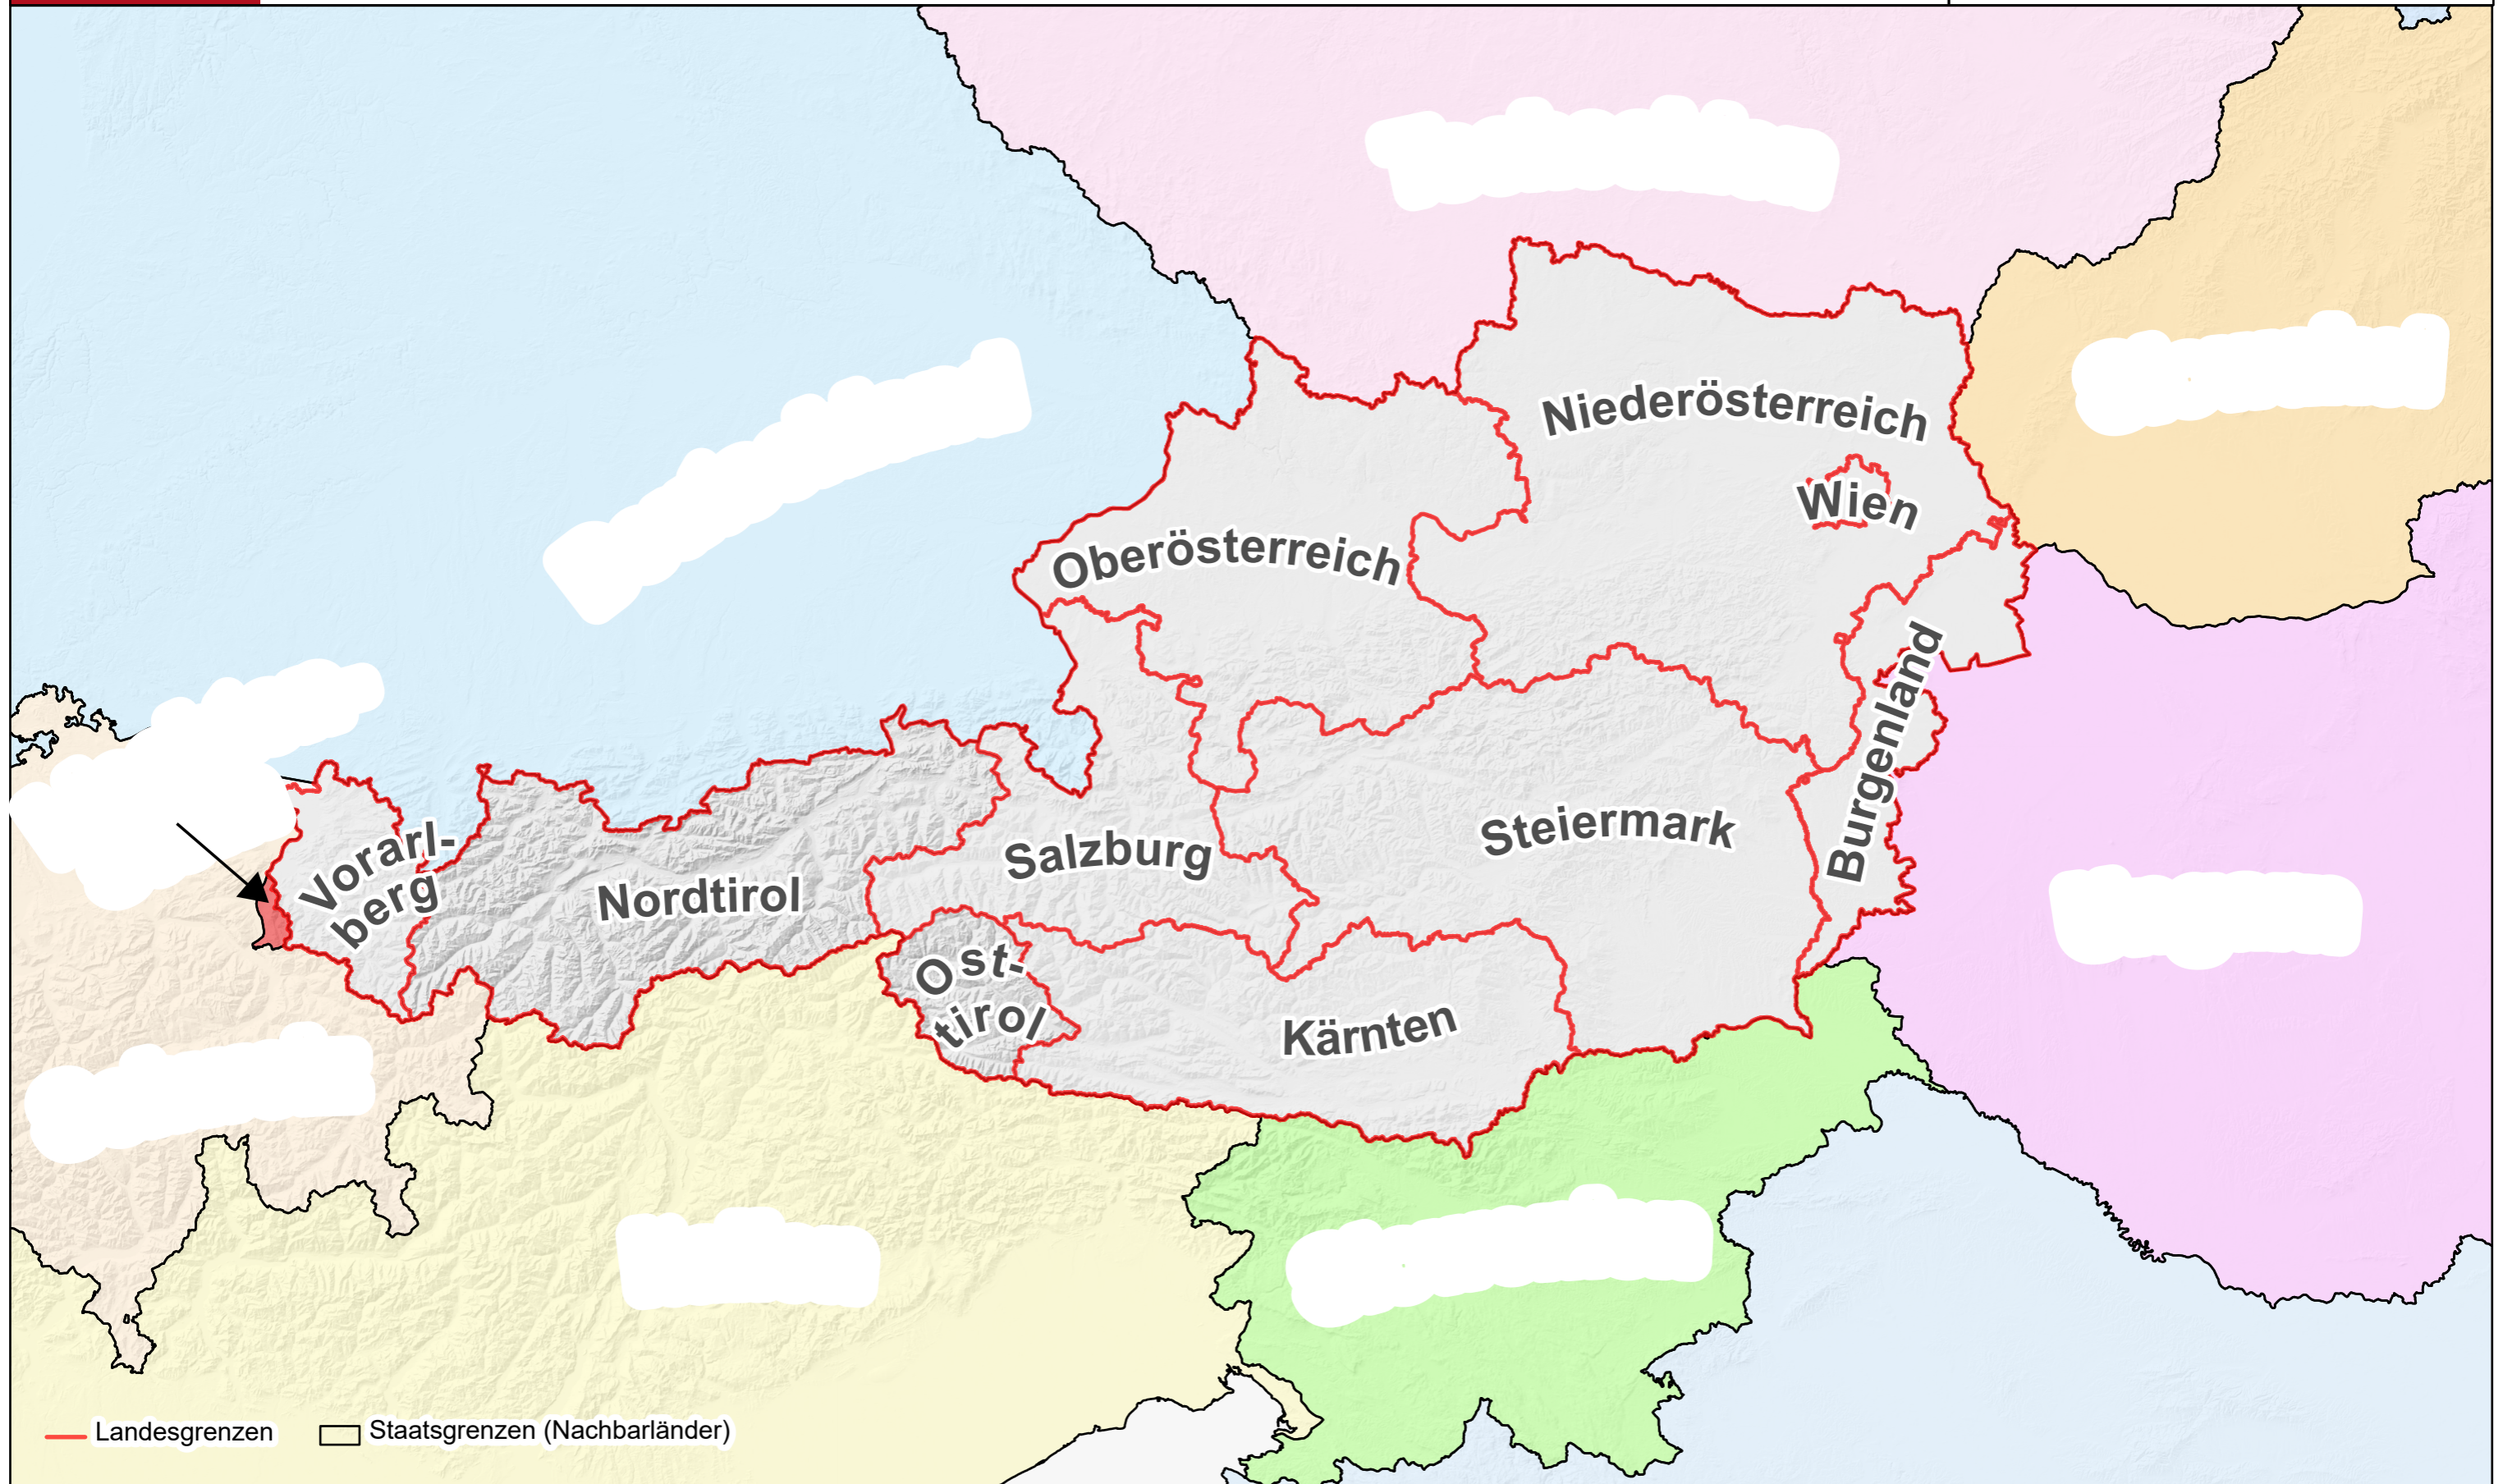 Niederösterreich
Wien
Oberösterreich
Burgenland
Vorarl-
berg
Nordtirol
Salzburg
Steiermark
Ost-
tirol
Kärnten
Landesgrenzen
Staatsgrenzen (Nachbarländer)